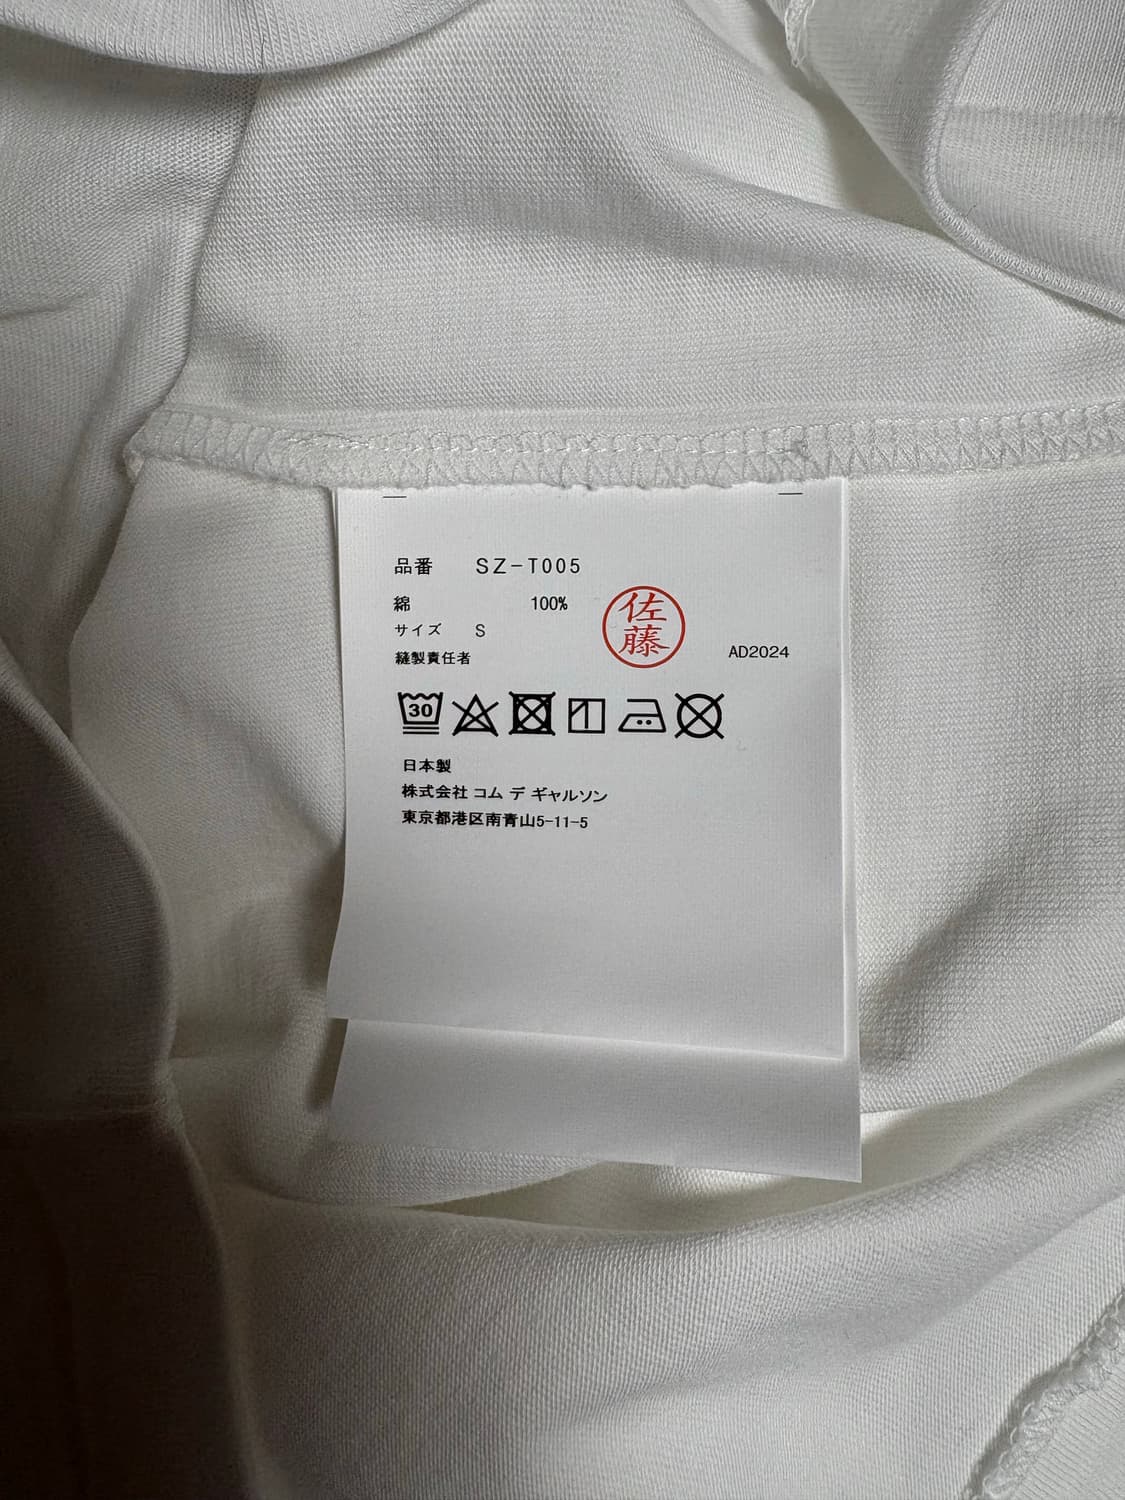 品番 SZ-T005
綿 100%
サイズ S
縫製責任者
佐藤
AD2024
30
日本製
株式会社 コム デ ギャルソン
東京都港区南青山5-11-5